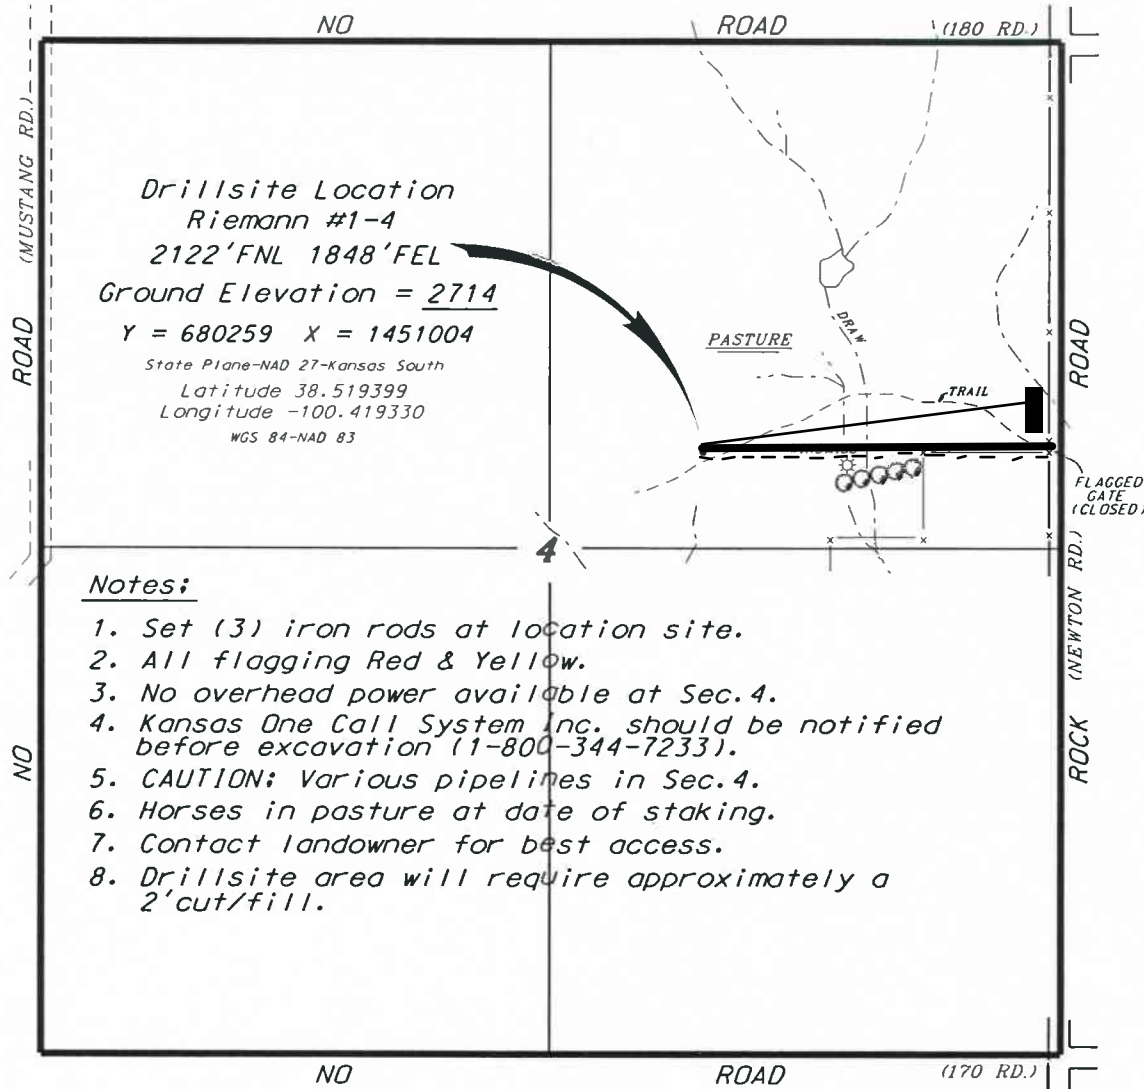 NO ROAD (180 RD.)
ROAD (MUSTANG RD.)
Drillsite Location
Riemann #1-4
2122'FNL 1848'FEL
Ground Elevation = 2714
Y = 680259 X = 1451004
State Plane-NAD 27-Kansas South
Latitude 38.519399
Longitude -100.419330
WGS 84-NAD 83
DRAW
PASTURE
ROAD
TRAIL
FLAGGED
GATE
(CLOSED)
4
(NEWTON RD.)
Notes:
1. Set (3) iron rods at location site.
2. All flagging Red & Yellow.
3. No overhead power available at Sec.4.
4. Kansas One Call System Inc. should be notified
before excavation (1-800-344-7233).
5. CAUTION: Various pipelines in Sec.4.
6. Horses in pasture at date of staking.
7. Contact landowner for best access.
8. Drillsite area will require approximately a
2'cut/fill.
NO
ROCK
NO ROAD (170 RD.)